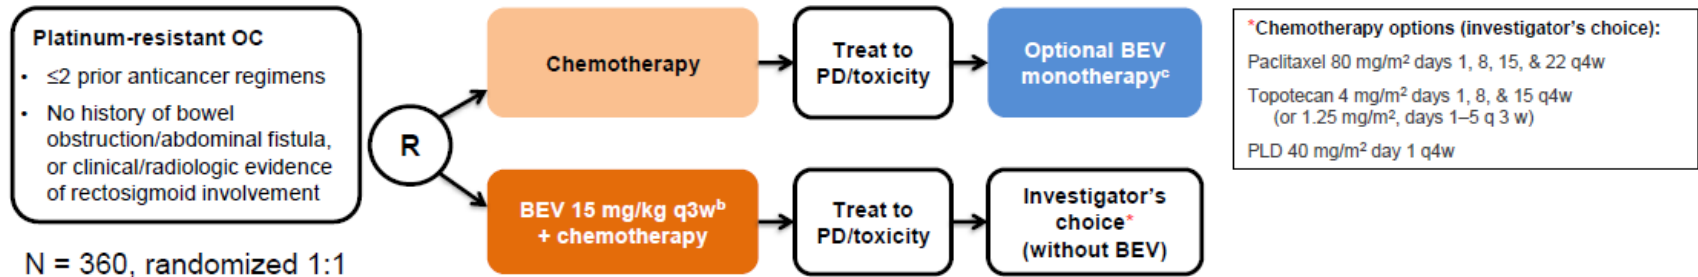 Platinum-resistant OC
• ≤2 prior anticancer regimens
• No history of bowel
obstruction/abdominal fistula,
or clinical/radiologic evidence
of rectosigmoid involvement
N = 360, randomized 1:1
R
Chemotherapy
Treat to
PD/toxicity
Optional BEV
monotherapyᶜ
BEV 15 mg/kg q3wᵇ
+ chemotherapy
Treat to
PD/toxicity
Investigator's
choice*
(without BEV)
*Chemotherapy options (investigator's choice):
Paclitaxel 80 mg/m² days 1, 8, 15, & 22 q4w
Topotecan 4 mg/m² days 1, 8, & 15 q4w
(or 1.25 mg/m², days 1–5 q 3 w)
PLD 40 mg/m² day 1 q4w